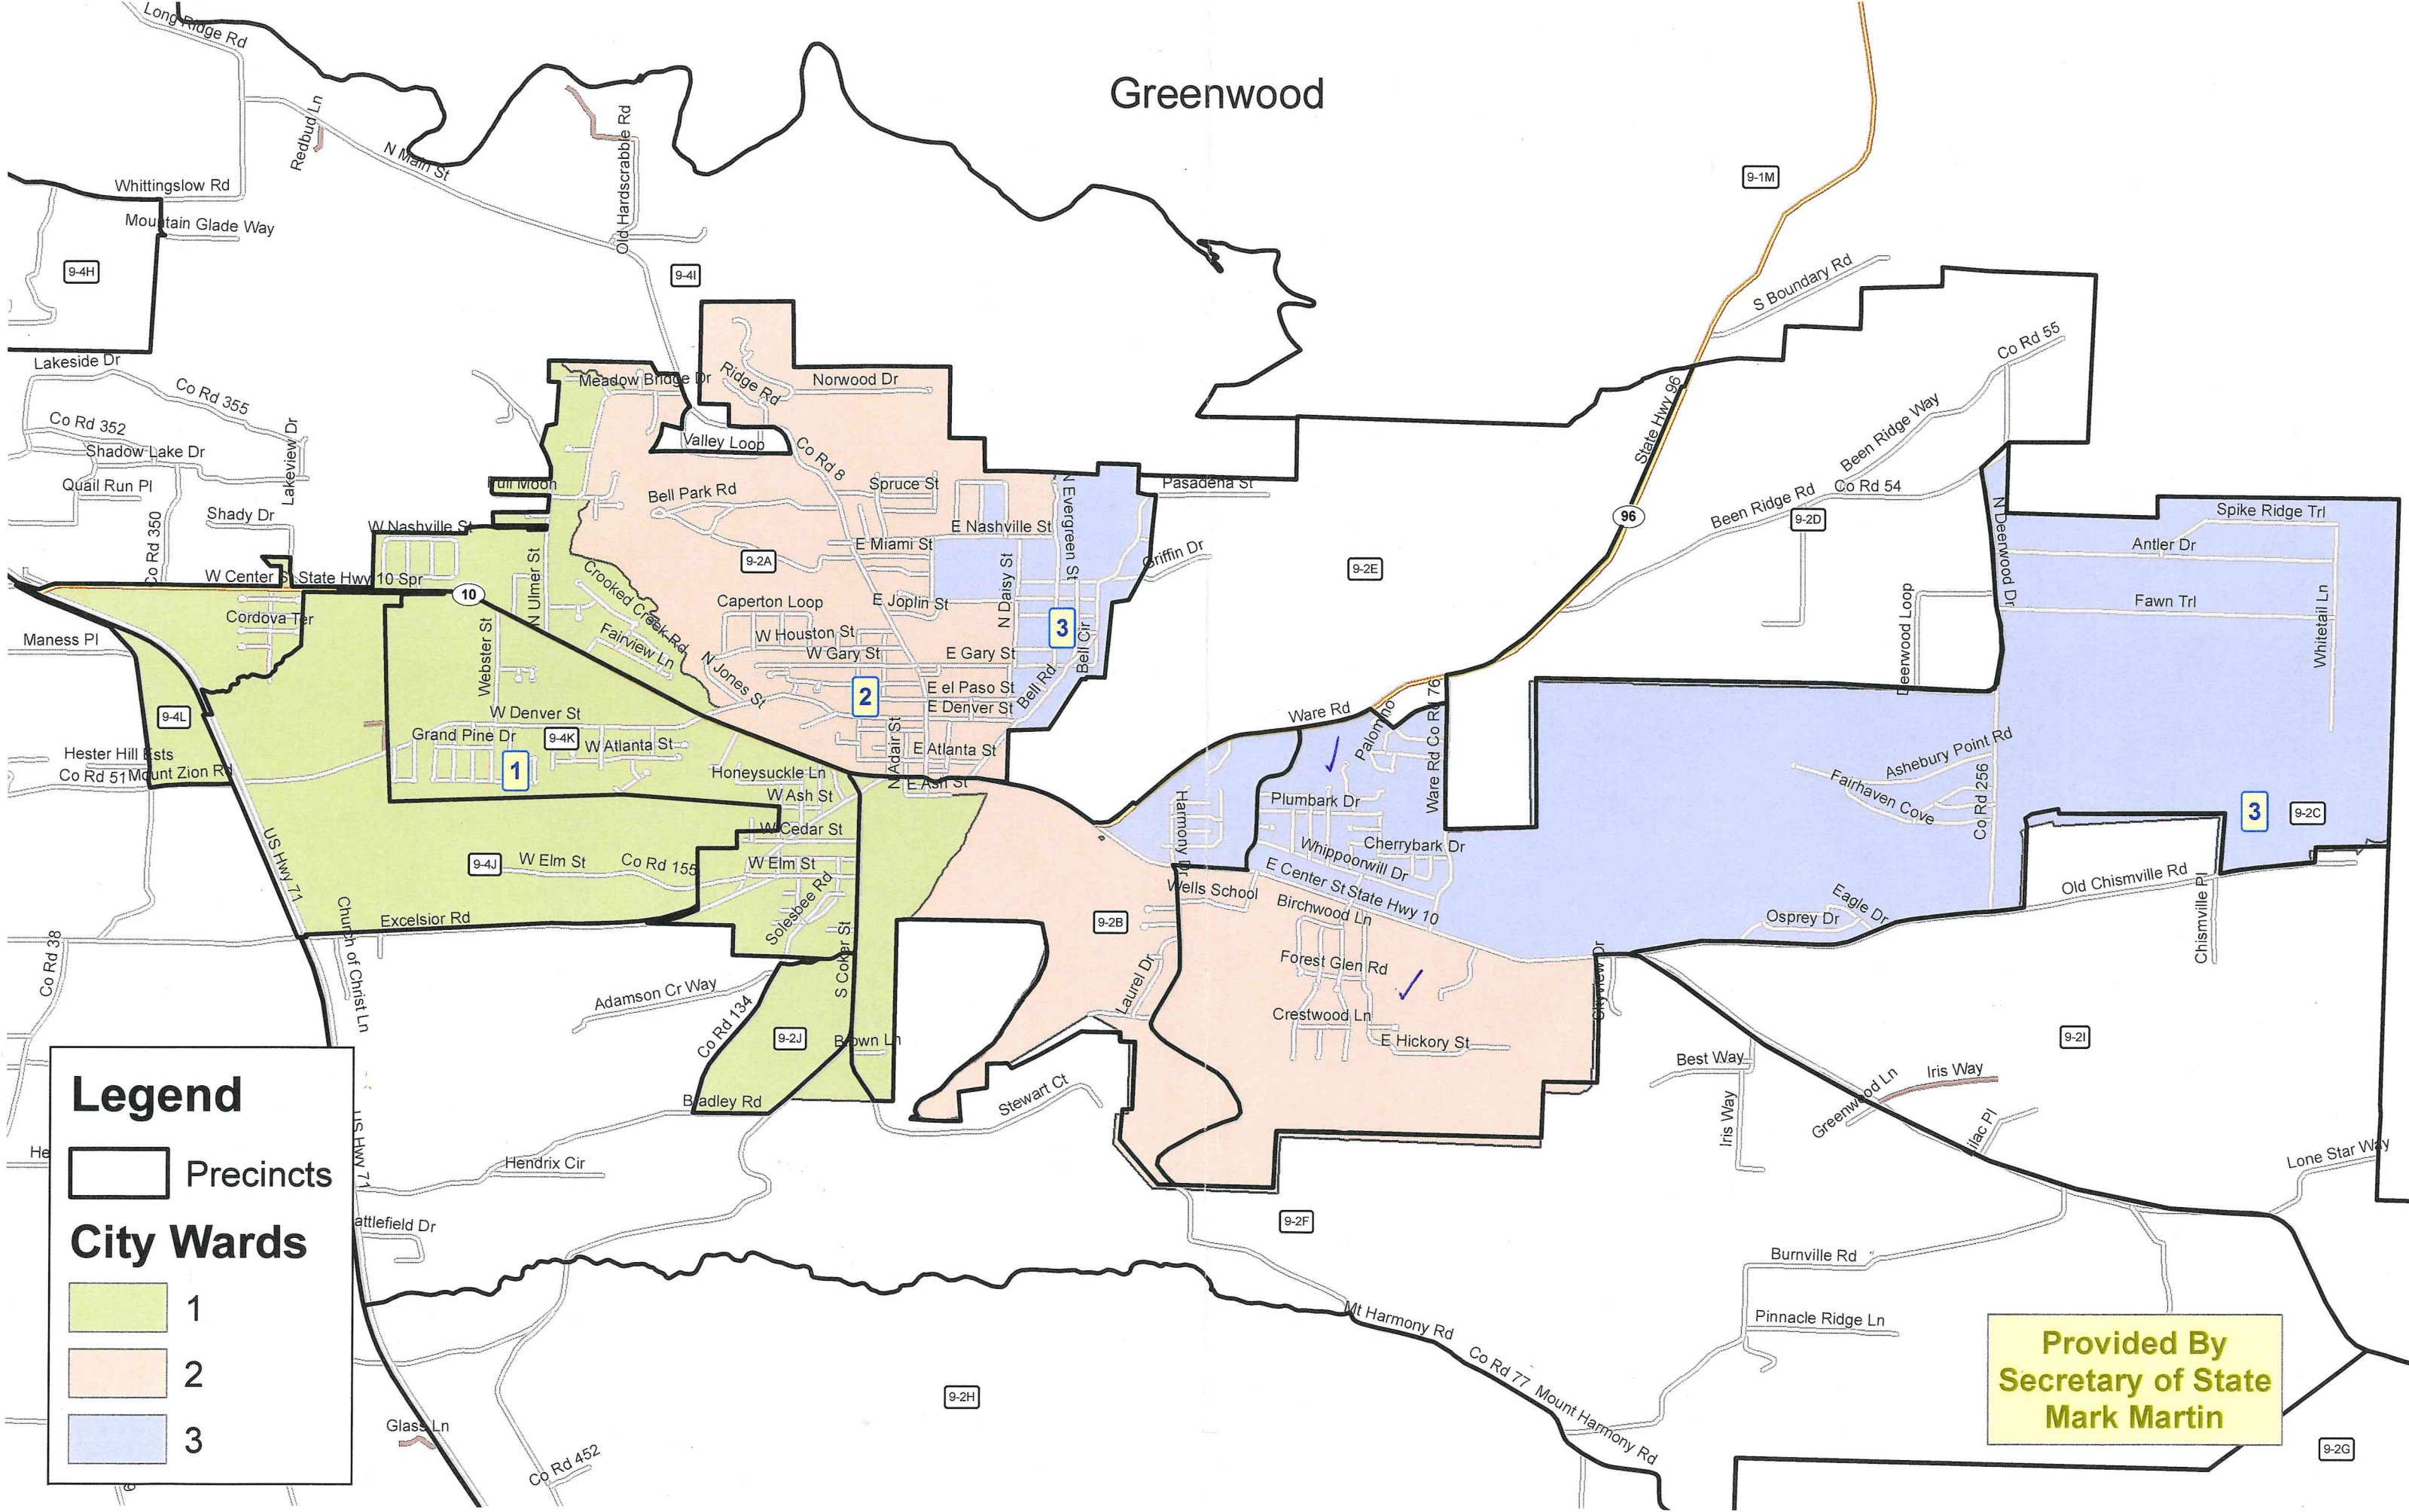 Greenwood
Long Ridge Rd
Redbud Ln
N Main St
Old Hardscrabble Rd
9-1M
Whittingslow Rd
Mountain Glade Way
9-4H
9-4I
S Boundary Rd
Co Rd 55
Lakeside Dr
Co Rd 355
Meadow Bridge Dr
Ridge Rd
Norwood Dr
State Hwy 96
Been Ridge Way
Co Rd 352
Lakeview Dr
Valley Loop
Co Rd 8
Shadow Lake Dr
Quail Run Pl
Full Moon
Bell Park Rd
Spruce St
N Evergreen St
Pasadena St
Co Rd 54
Been Ridge Rd
9-2D
96
N Deerwood Dr
Spike Ridge Trl
Shady Dr
Co Rd 350
W Nashville St
E Nashville St
E Miami St
Griffin Dr
Antler Dr
9-2A
9-2E
W Center St State Hwy 10 Spr
10
N Ulmer St
Crooked Creek Rd
Caperton Loop
E Joplin St
N Daisy St
Deerwood Loop
Fawn Trl
Whitetail Ln
Cordova Ter
Maness Pl
Webster St
Fairview Ln
W Houston St
W Gary St
E Gary St
3
Bell Cir
N Jones St
2
E el Paso St
E Denver St
Bell Rd
9-4L
W Denver St
Ware Rd
Palomino
Ware Rd Co Rd 76
Grand Pine Dr
9-4K
W Atlanta St
N Adair St
E Atlanta St
Hester Hill Ests
Co Rd 51
Mount Zion Rd
1
Honeysuckle Ln
E Ash St
W Ash St
Harmony Dr
Plumbark Dr
Ashebury Point Rd
Fairhaven Cove
Co Rd 256
3
9-2C
US Hwy 71
W Cedar St
Cherrybark Dr
Whippoorwill Dr
9-4J
W Elm St
Co Rd 155
W Elm St
Solesbee Rd
E Center St State Hwy 10
Wells School
Birchwood Ln
Old Chismville Rd
Chismville Pl
Eagle Dr
Osprey Dr
Church of Christ Ln
Excelsior Rd
9-2B
S Coker St
Co Rd 38
Forest Glen Rd
Laurel Dr
Cityview Dr
Adamson Cr Way
Co Rd 134
9-2J
Brown Ln
Crestwood Ln
E Hickory St
9-2I
Best Way
Iris Way
Iris Way
Greenwood Ln
Bradley Rd
Stewart Ct
Lone Star Way
He
Hendrix Cir
US Hwy 71
attlefield Dr
9-2F
Burnville Rd
Mt Harmony Rd
Pinnacle Ridge Ln
Co Rd 77 Mount Harmony Rd
9-2H
Glass Ln
Co Rd 452
9-2G
ilac Pl
Legend
Precincts
City Wards
1
2
3
Provided By
Secretary of State
Mark Martin